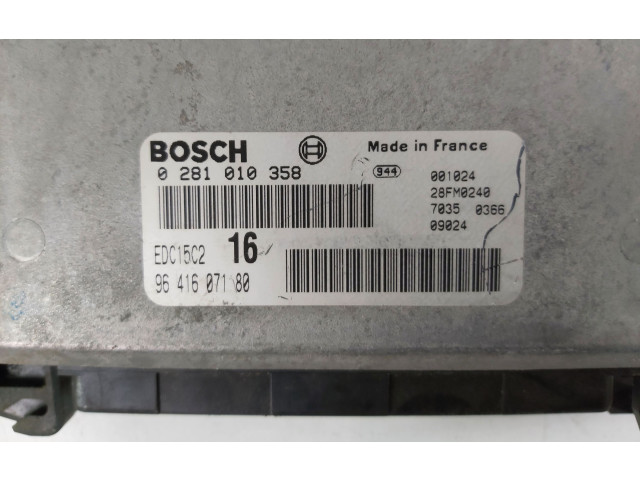 BOSCH Made in France
0 281 010 358 944 001024
28FM0240
7035 0366
09024
EDC15C2 16
96 416 071 80